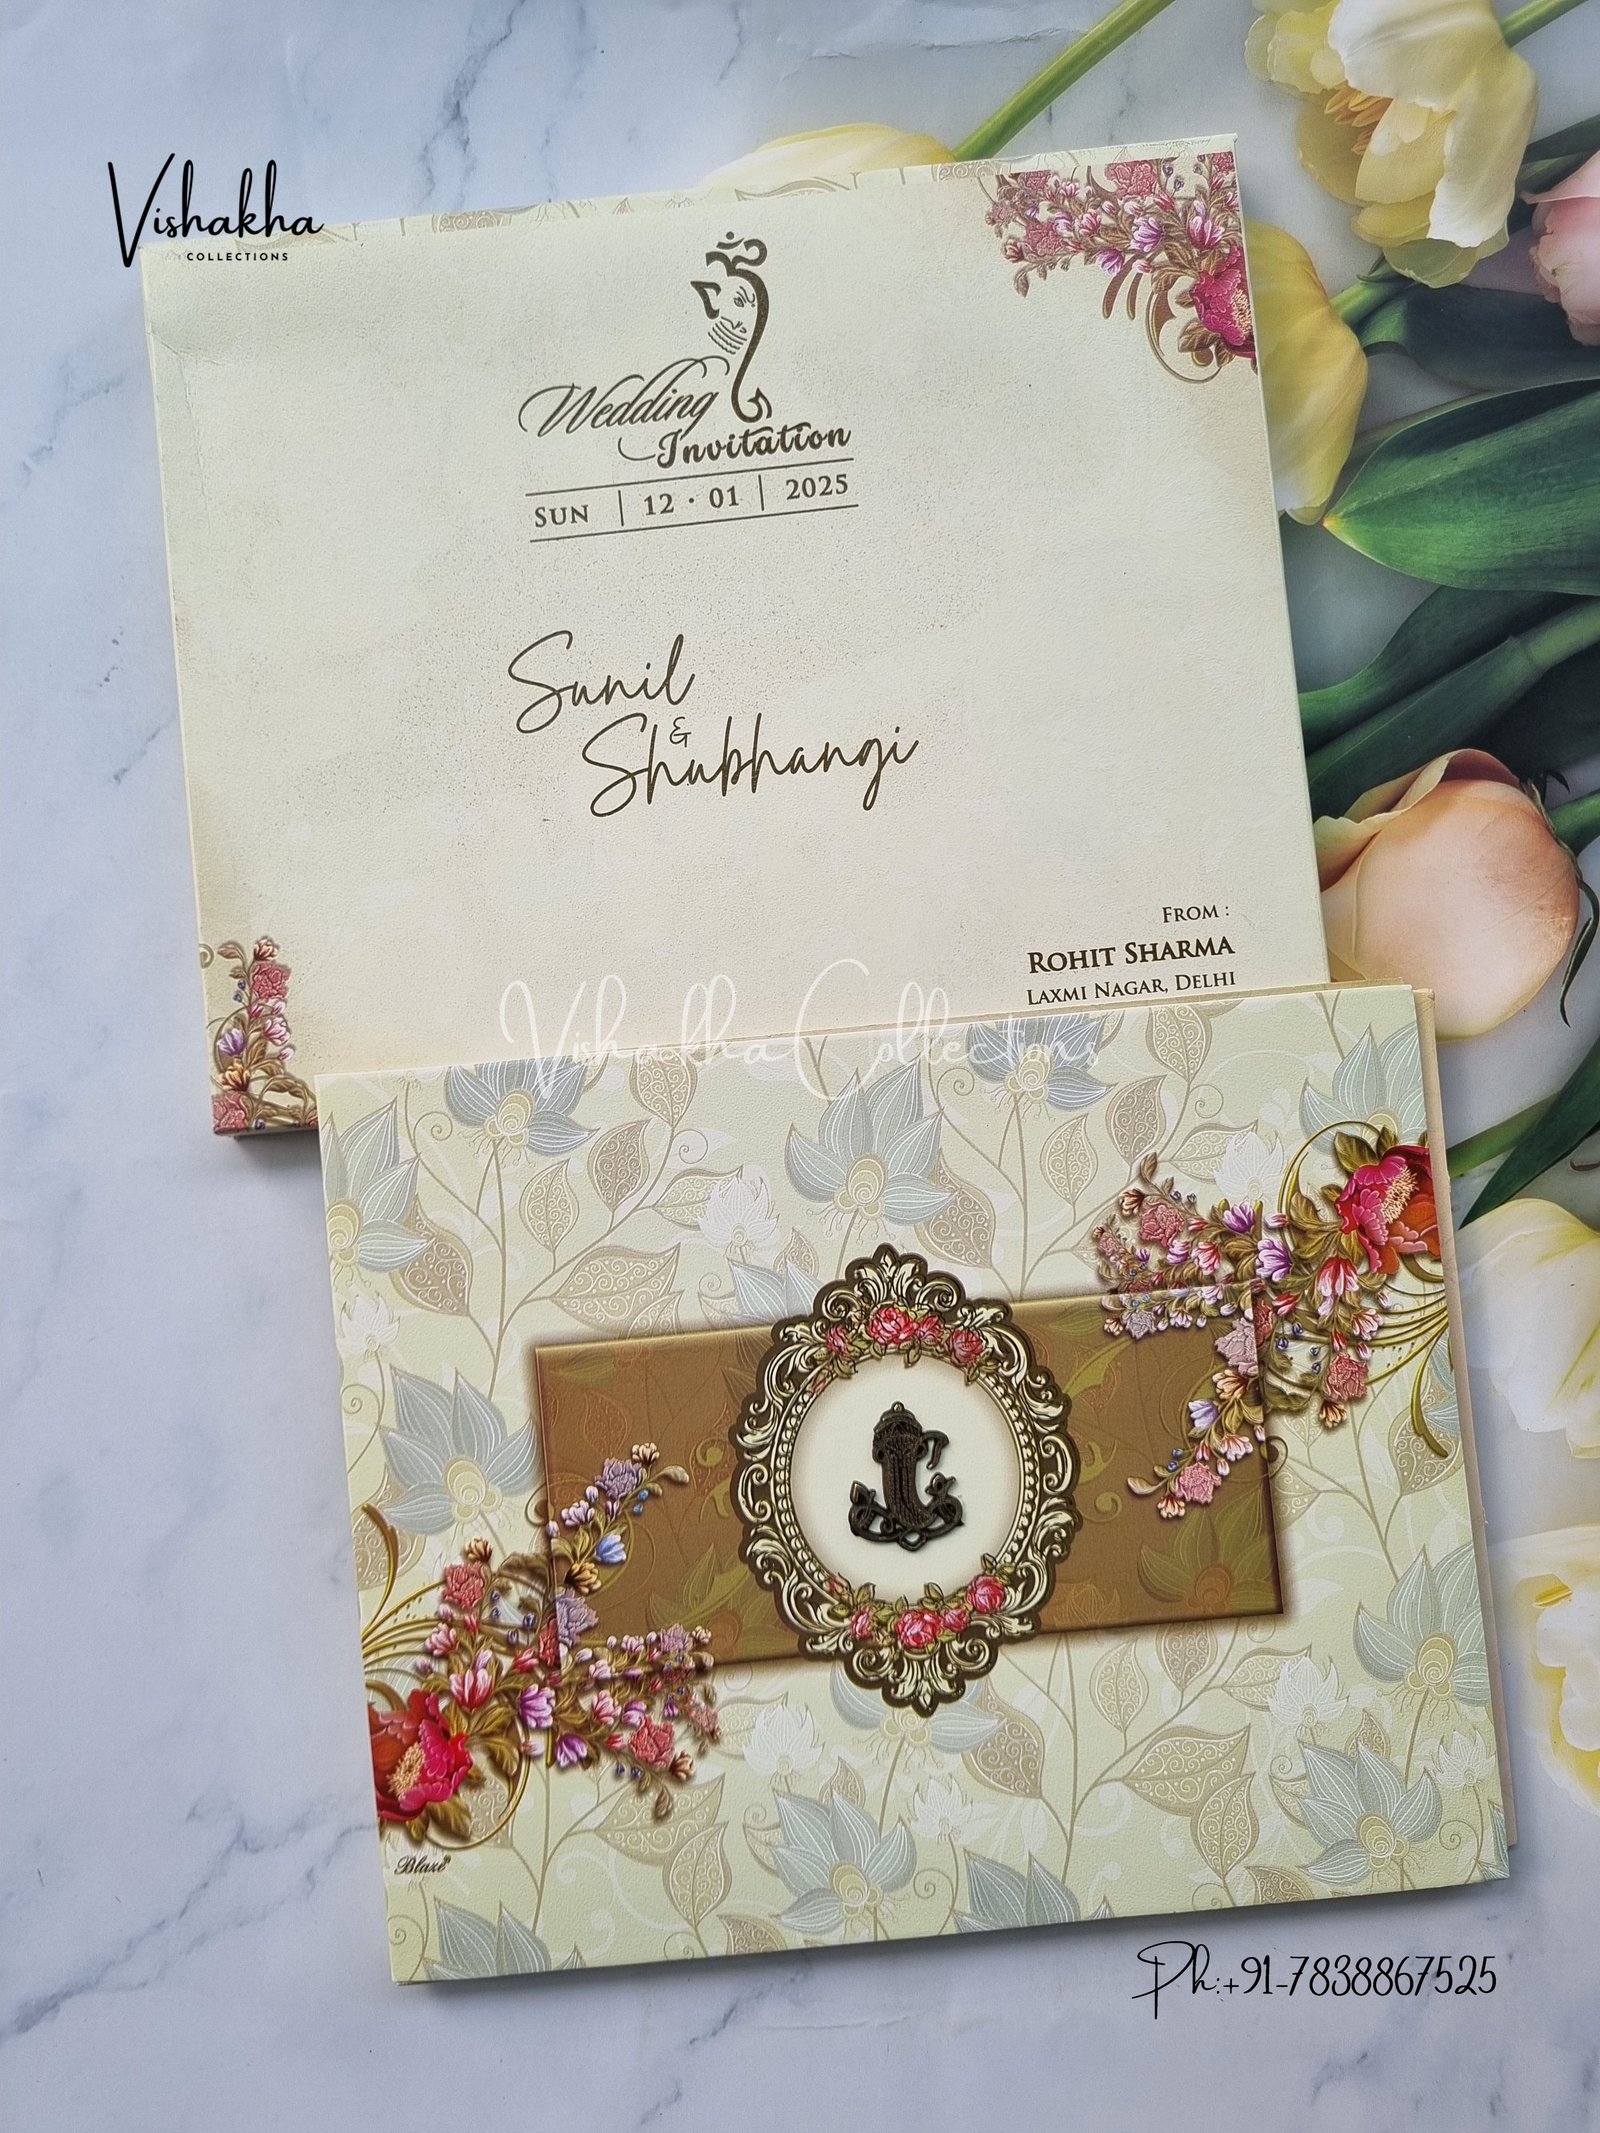 Vishakha
COLLECTIONS
ॐ
Wedding
Invitation
SUN | 12 · 01 | 2025
Sunil
&
Shubhangi
FROM :
ROHIT SHARMA
LAXMI NAGAR, DELHI
Vishakha Collections
Blaze
Ph:+91-7838867525